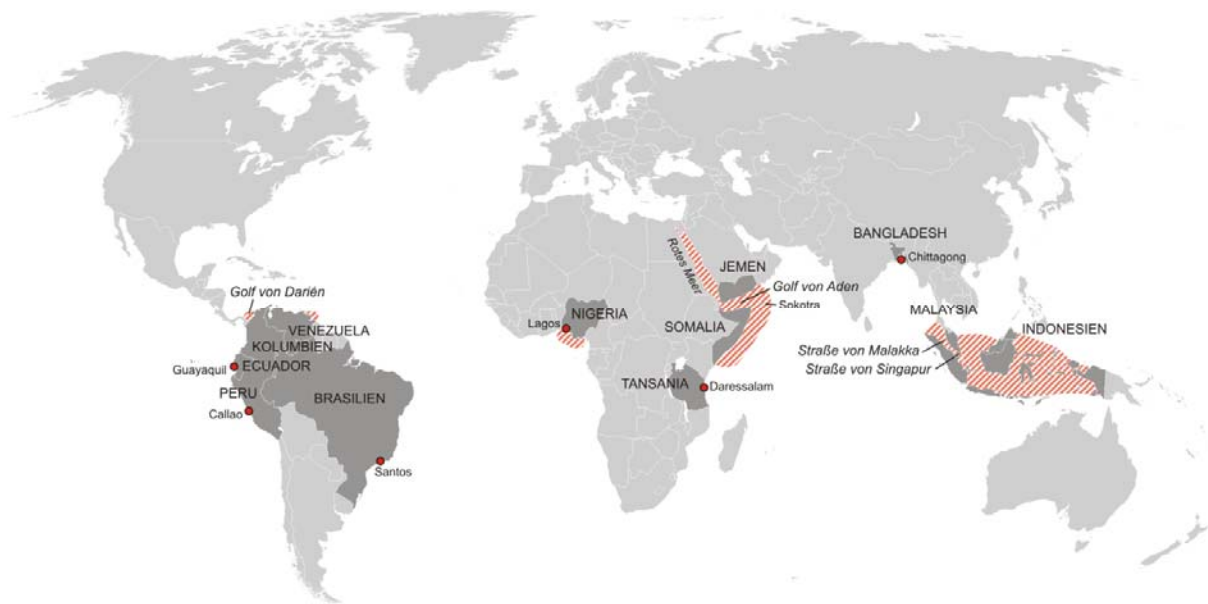 BANGLADESH
Chittagong
Rotes Meer
JEMEN
Golf von Aden
Sokotra
Golf von Darién
MALAYSIA
NIGERIA
Lagos
SOMALIA
INDONESIEN
VENEZUELA
KOLUMBIEN
Straße von Malakka
Guayaquil
ECUADOR
Straße von Singapur
TANSANIA
Daressalam
PERU
BRASILIEN
Callao
Santos